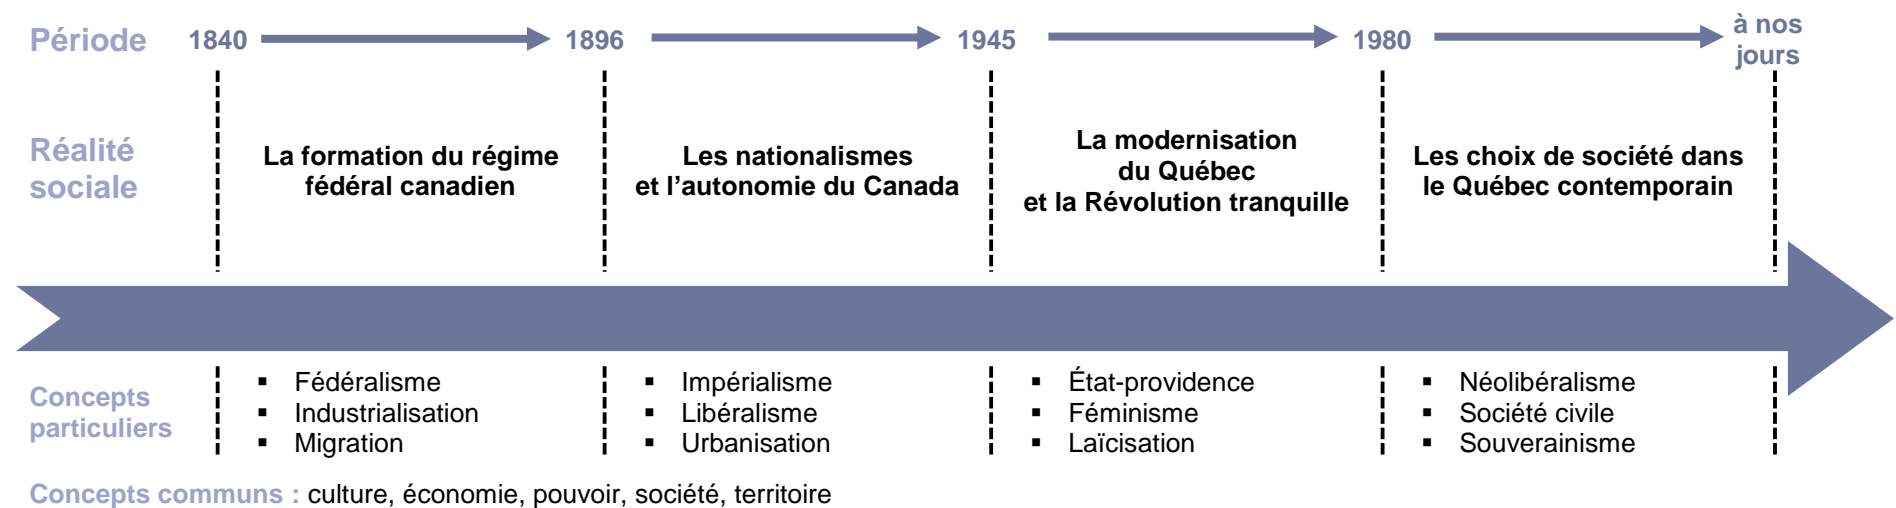 Période 1840 1896 1945 1980 à nos jours
Réalité sociale
La formation du régime
fédéral canadien
Les nationalismes
et l’autonomie du Canada
La modernisation
du Québec
et la Révolution tranquille
Les choix de société dans
le Québec contemporain
Concepts
particuliers
▪ Fédéralisme
▪ Industrialisation
▪ Migration
▪ Impérialisme
▪ Libéralisme
▪ Urbanisation
▪ État-providence
▪ Féminisme
▪ Laïcisation
▪ Néolibéralisme
▪ Société civile
▪ Souverainisme
Concepts communs : culture, économie, pouvoir, société, territoire